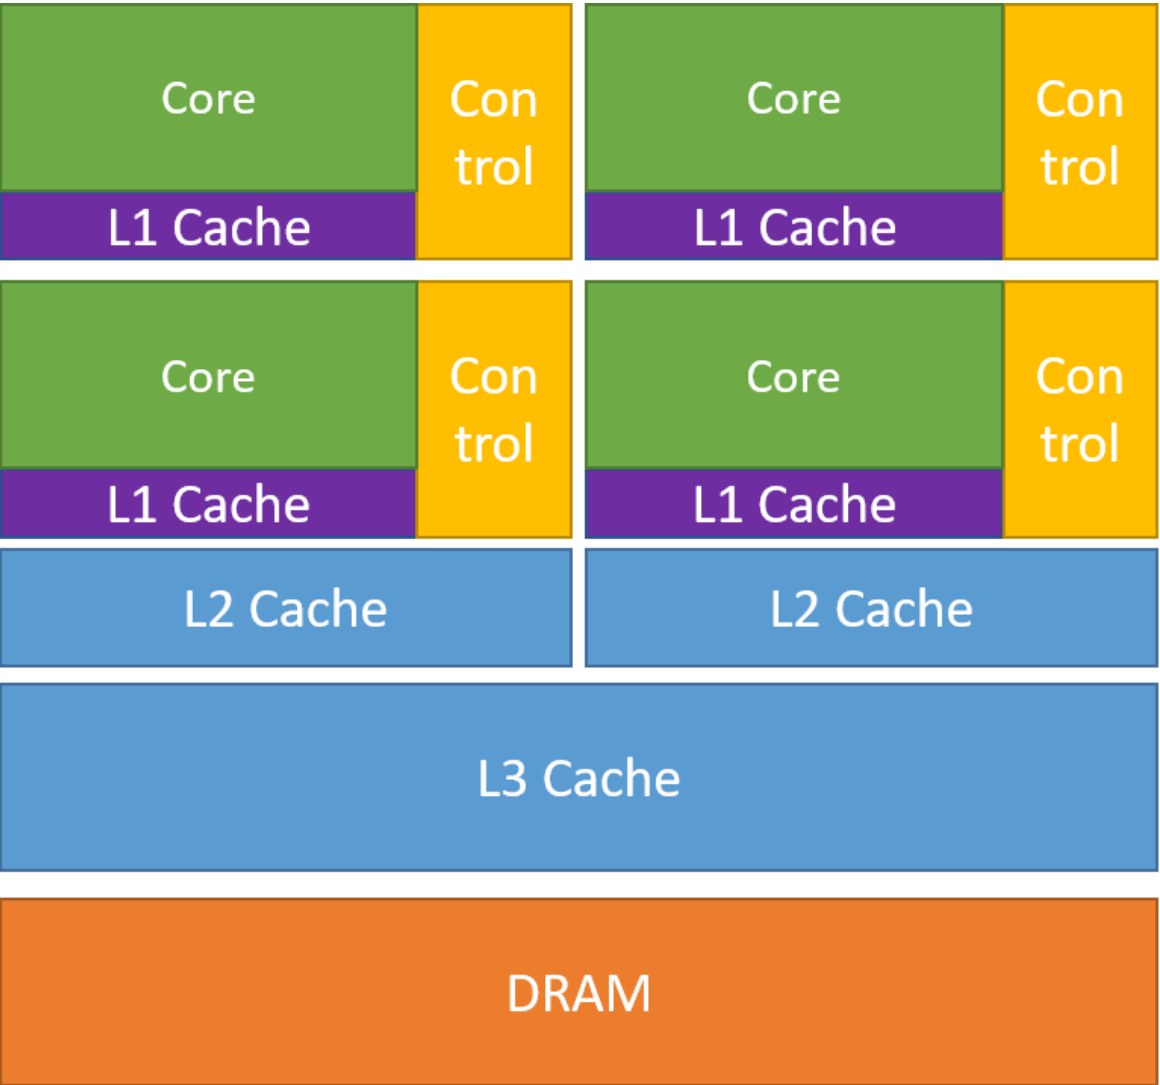 Core
Con
trol
L1 Cache
Core
Con
trol
L1 Cache
Core
Con
trol
L1 Cache
Core
Con
trol
L1 Cache
L2 Cache
L2 Cache
L3 Cache
DRAM